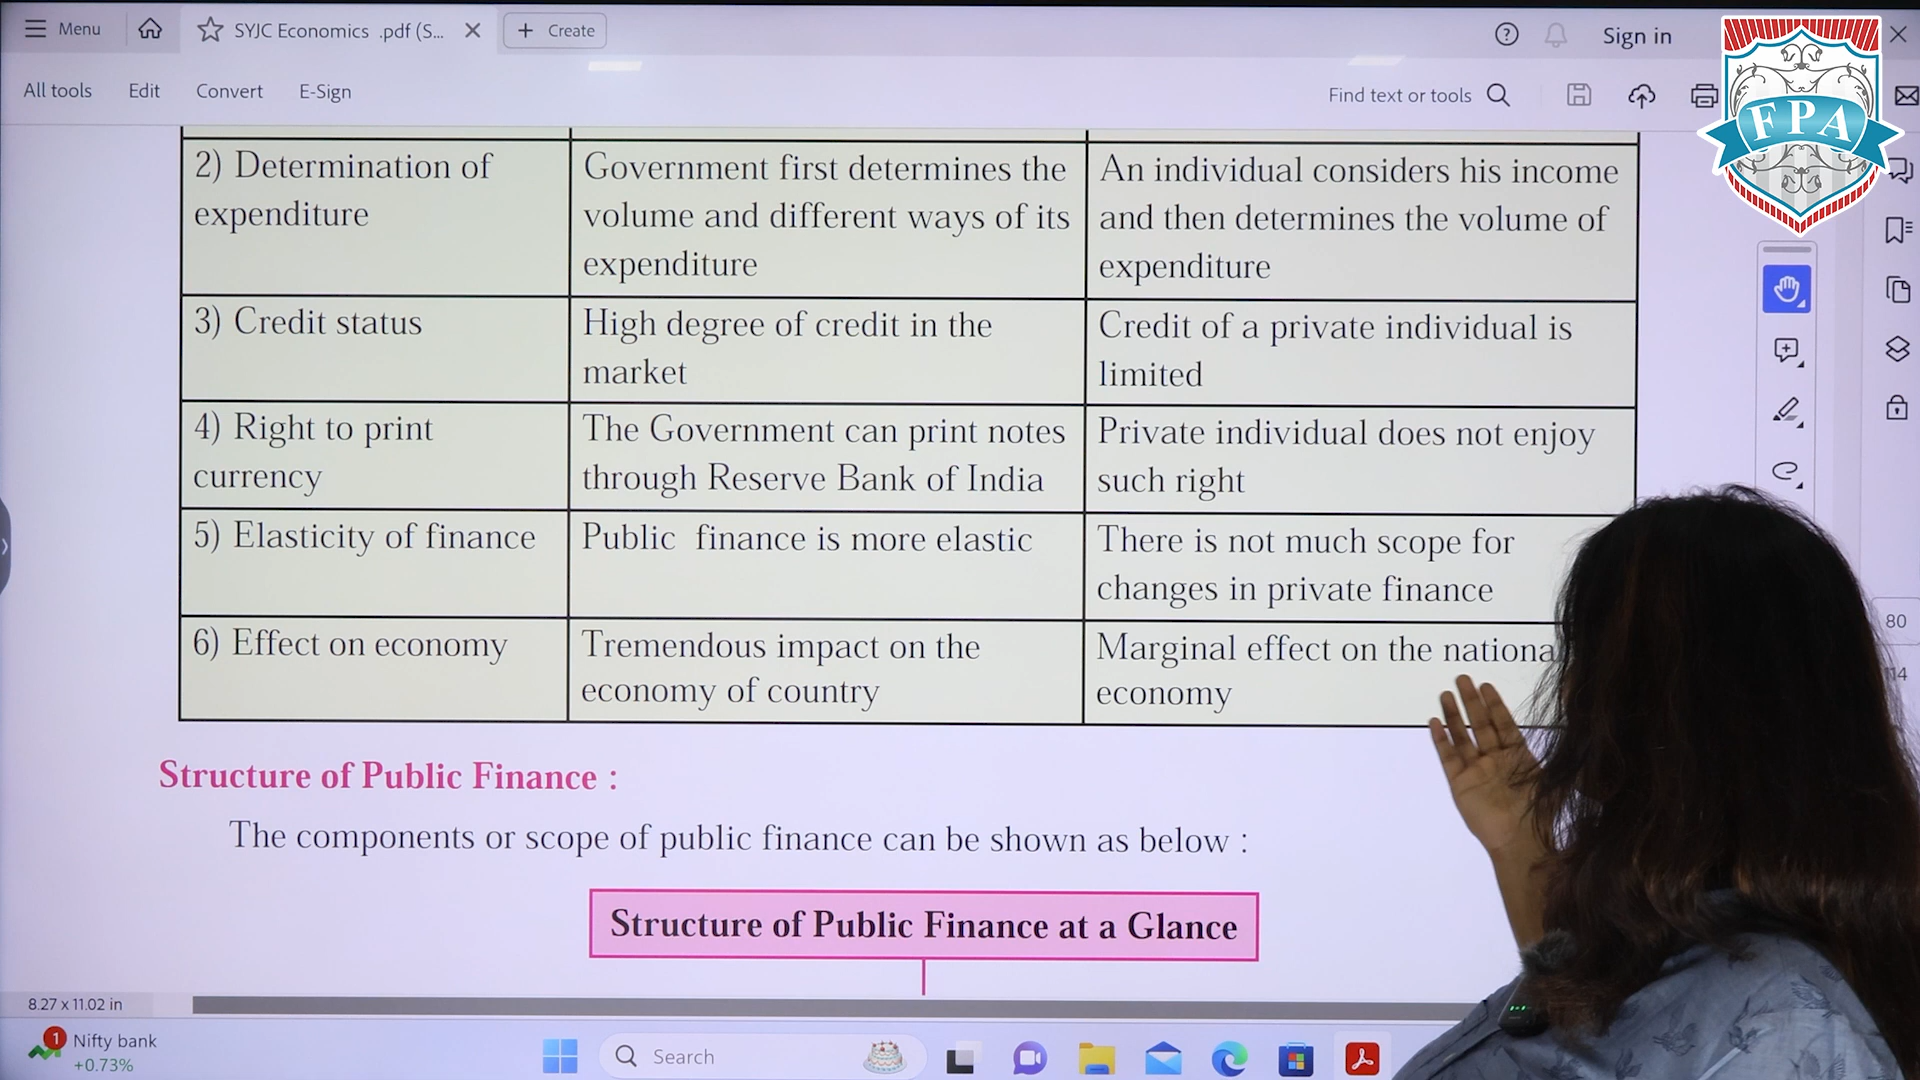 Menu
SYJC Economics .pdf (S...
Create
Sign in
All tools
Edit
Convert
E-Sign
Find text or tools
FPA
2) Determination of
expenditure
Government first determines the
volume and different ways of its
expenditure
An individual considers his income
and then determines the volume of
expenditure
3) Credit status
High degree of credit in the
market
Credit of a private individual is
limited
4) Right to print
currency
The Government can print notes
through Reserve Bank of India
Private individual does not enjoy
such right
5) Elasticity of finance
Public finance is more elastic
There is not much scope for
changes in private finance
6) Effect on economy
Tremendous impact on the
economy of country
Marginal effect on the nationa
economy
80
14
Structure of Public Finance :
The components or scope of public finance can be shown as below :
Structure of Public Finance at a Glance
8.27 x 11.02 in
1
Nifty bank
+0.73%
Search